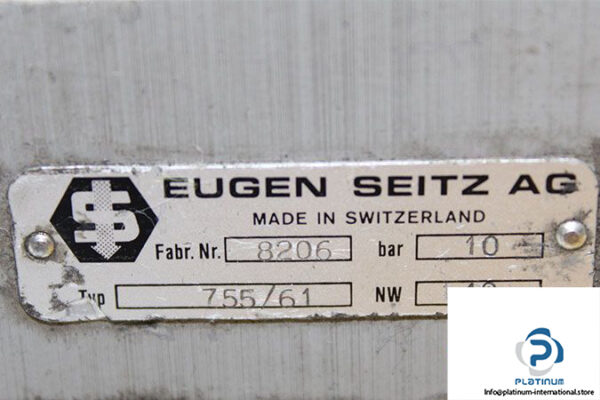 EUGEN SEITZ AG
MADE IN SWITZERLAND
Fabr. Nr. 8206 bar 10
Typ 755/61 NW
PLATINUM
Info@platinum-international.store